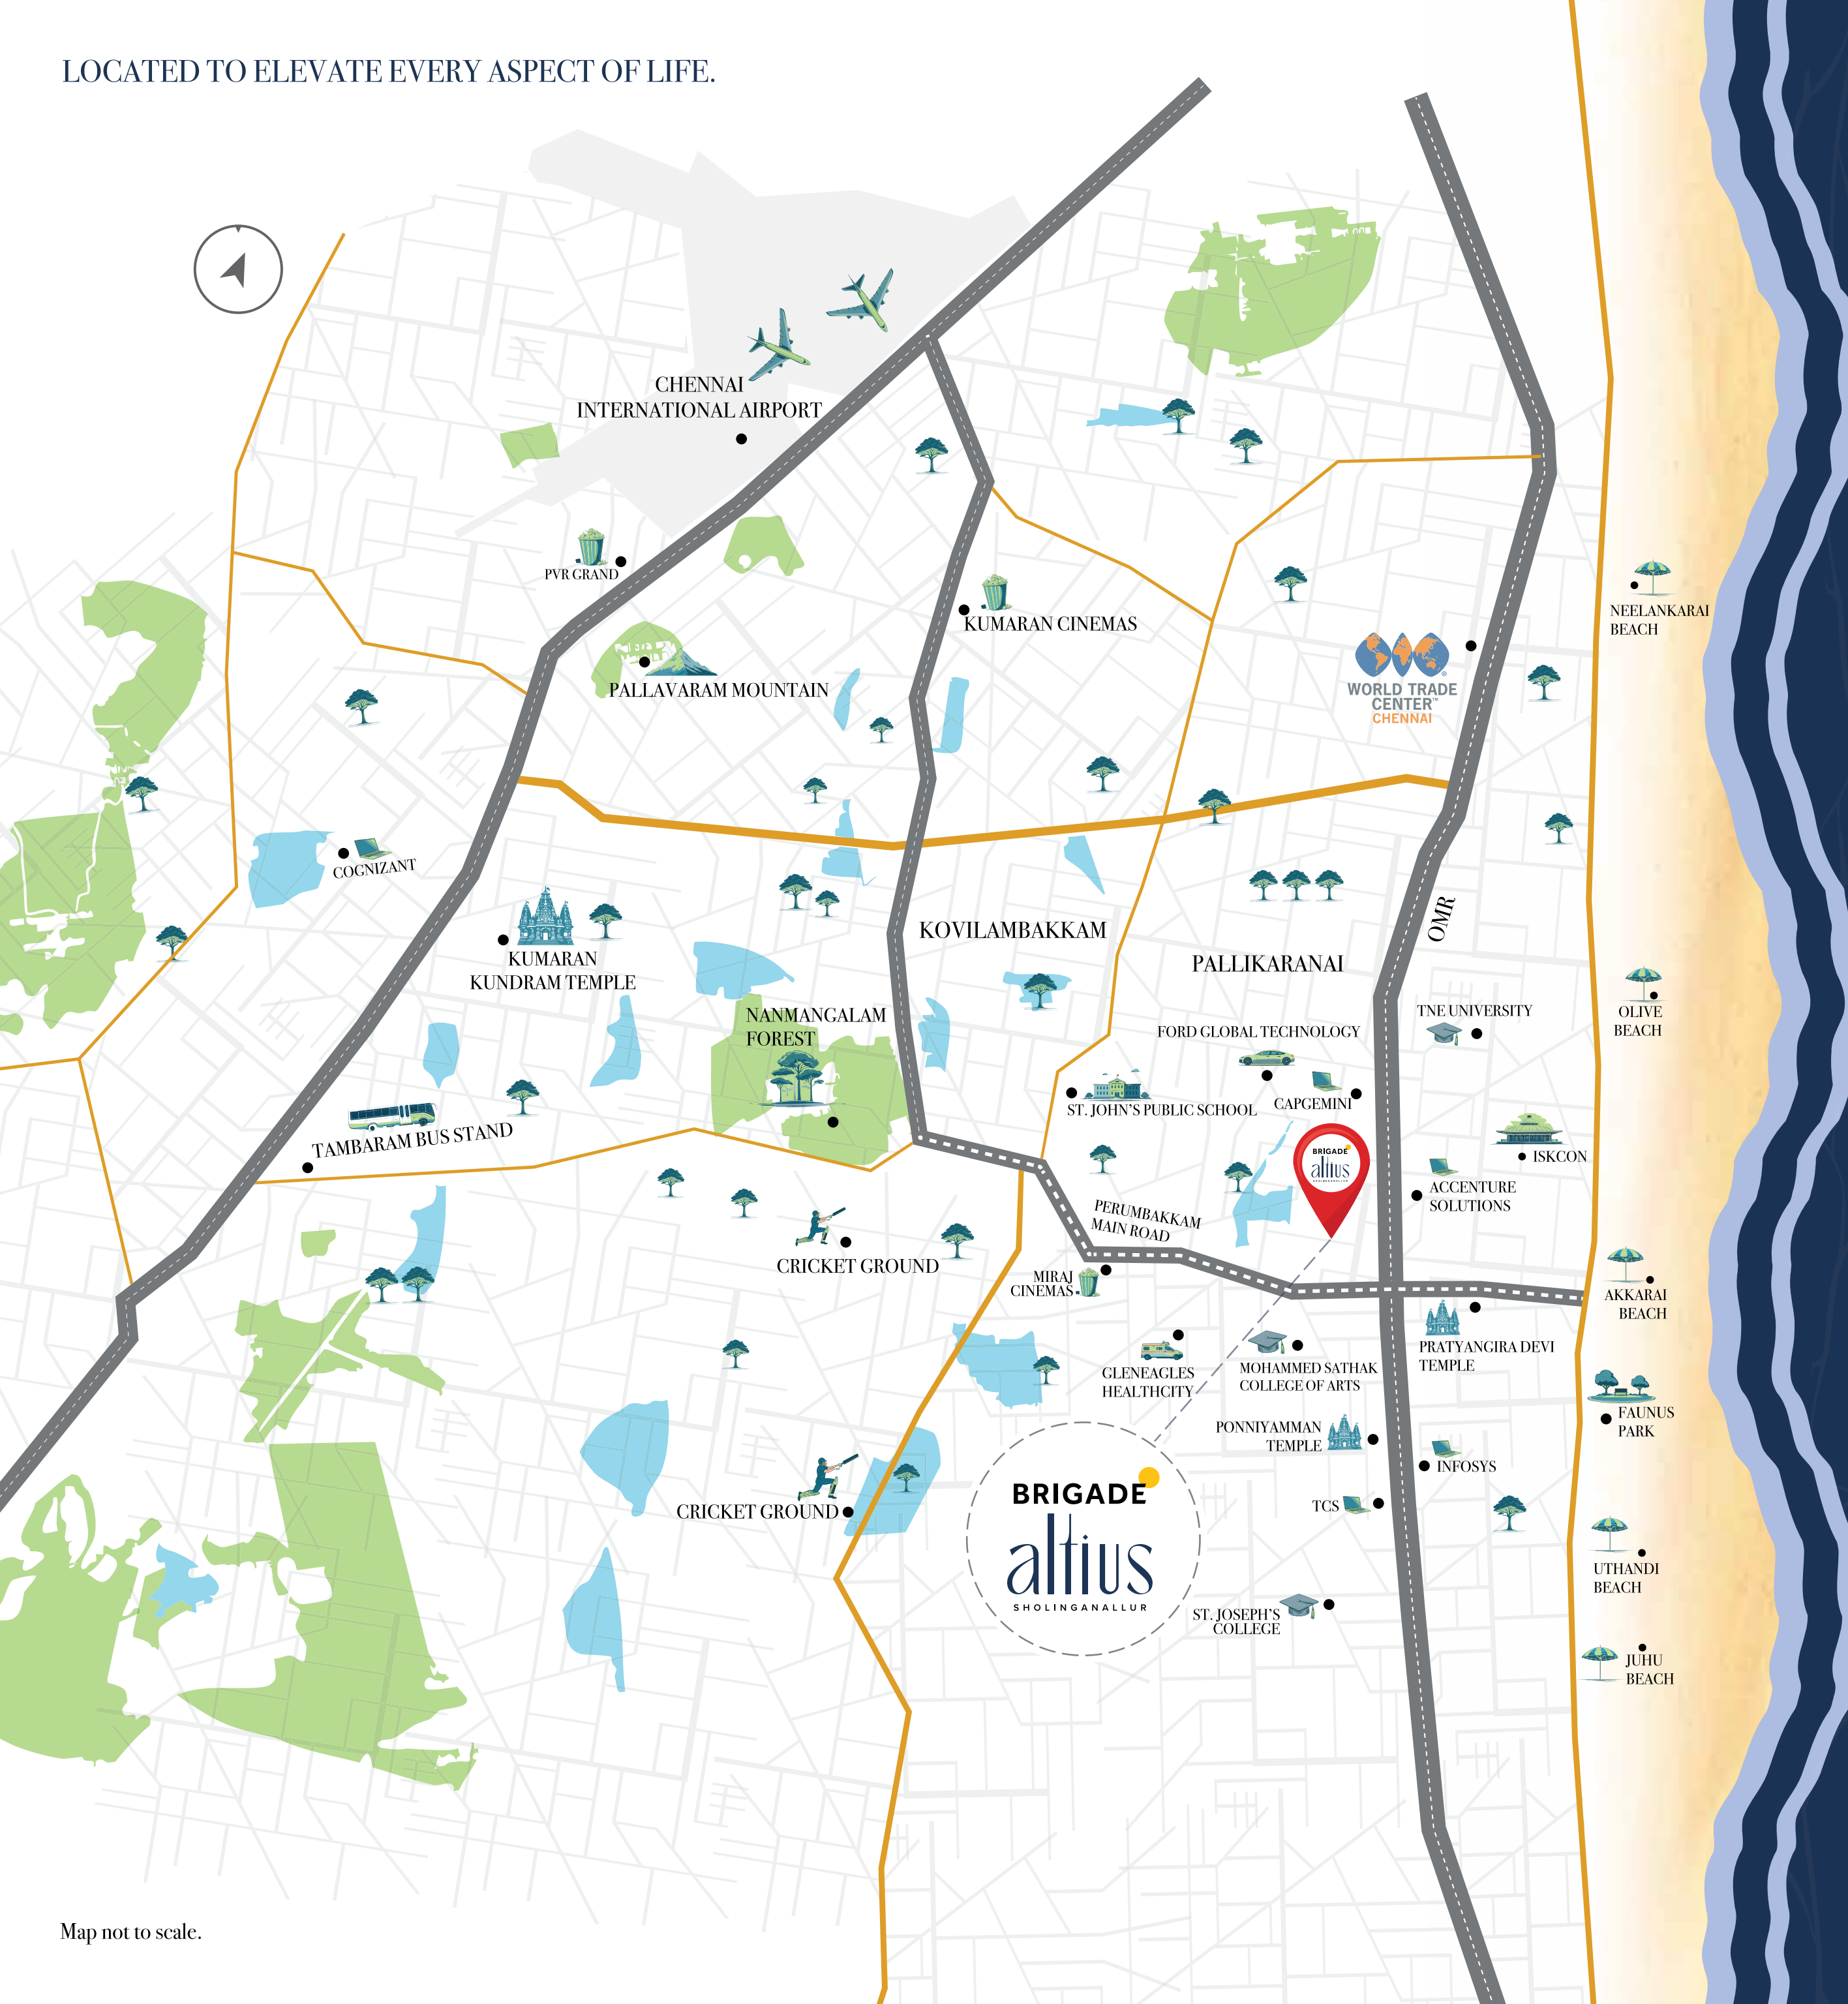 LOCATED TO ELEVATE EVERY ASPECT OF LIFE.
CHENNAI
INTERNATIONAL AIRPORT
PVR GRAND
KUMARAN CINEMAS
PALLAVARAM MOUNTAIN
NEELANKARAI
BEACH
WORLD TRADE
CENTER™
CHENNAI
COGNIZANT
KUMARAN
KUNDRAM TEMPLE
KOVILAMBAKKAM
PALLIKARANAI
OMR
NANMANGALAM
FOREST
TNE UNIVERSITY
OLIVE
BEACH
FORD GLOBAL TECHNOLOGY
ST. JOHN'S PUBLIC SCHOOL
CAPGEMINI
TAMBARAM BUS STAND
BRIGADE
altius
SHOLINGANALLUR
ISKCON
ACCENTURE
SOLUTIONS
PERUMBAKKAM
MAIN ROAD
CRICKET GROUND
MIRAJ
CINEMAS
AKKARAI
BEACH
PRATYANGIRA DEVI
TEMPLE
GLENEAGLES
HEALTHCITY
MOHAMMED SATHAK
COLLEGE OF ARTS
FAUNUS
PARK
PONNIYAMMAN
TEMPLE
INFOSYS
CRICKET GROUND
TCS
BRIGADE
altius
SHOLINGANALLUR
UTHANDI
BEACH
ST. JOSEPH'S
COLLEGE
JUHU
BEACH
Map not to scale.